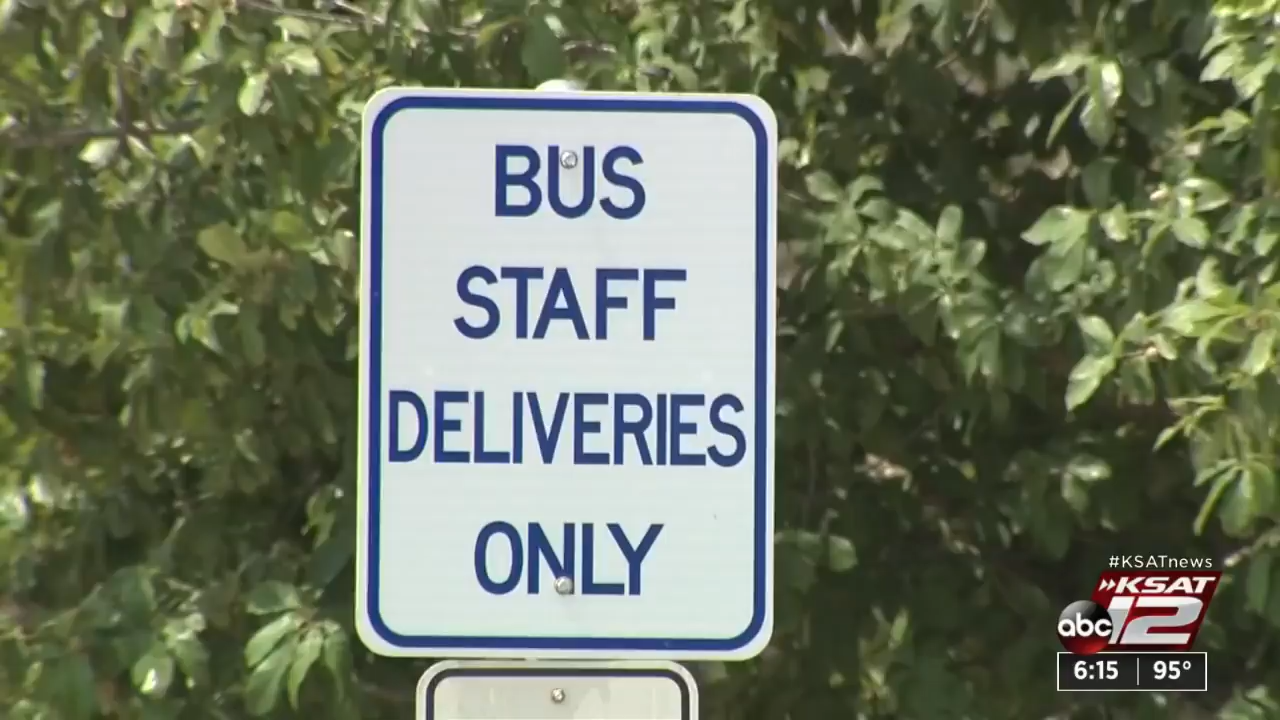 BUS
STAFF
DELIVERIES
ONLY
#KSATnews
KSAT
abc 12
6:15 95°